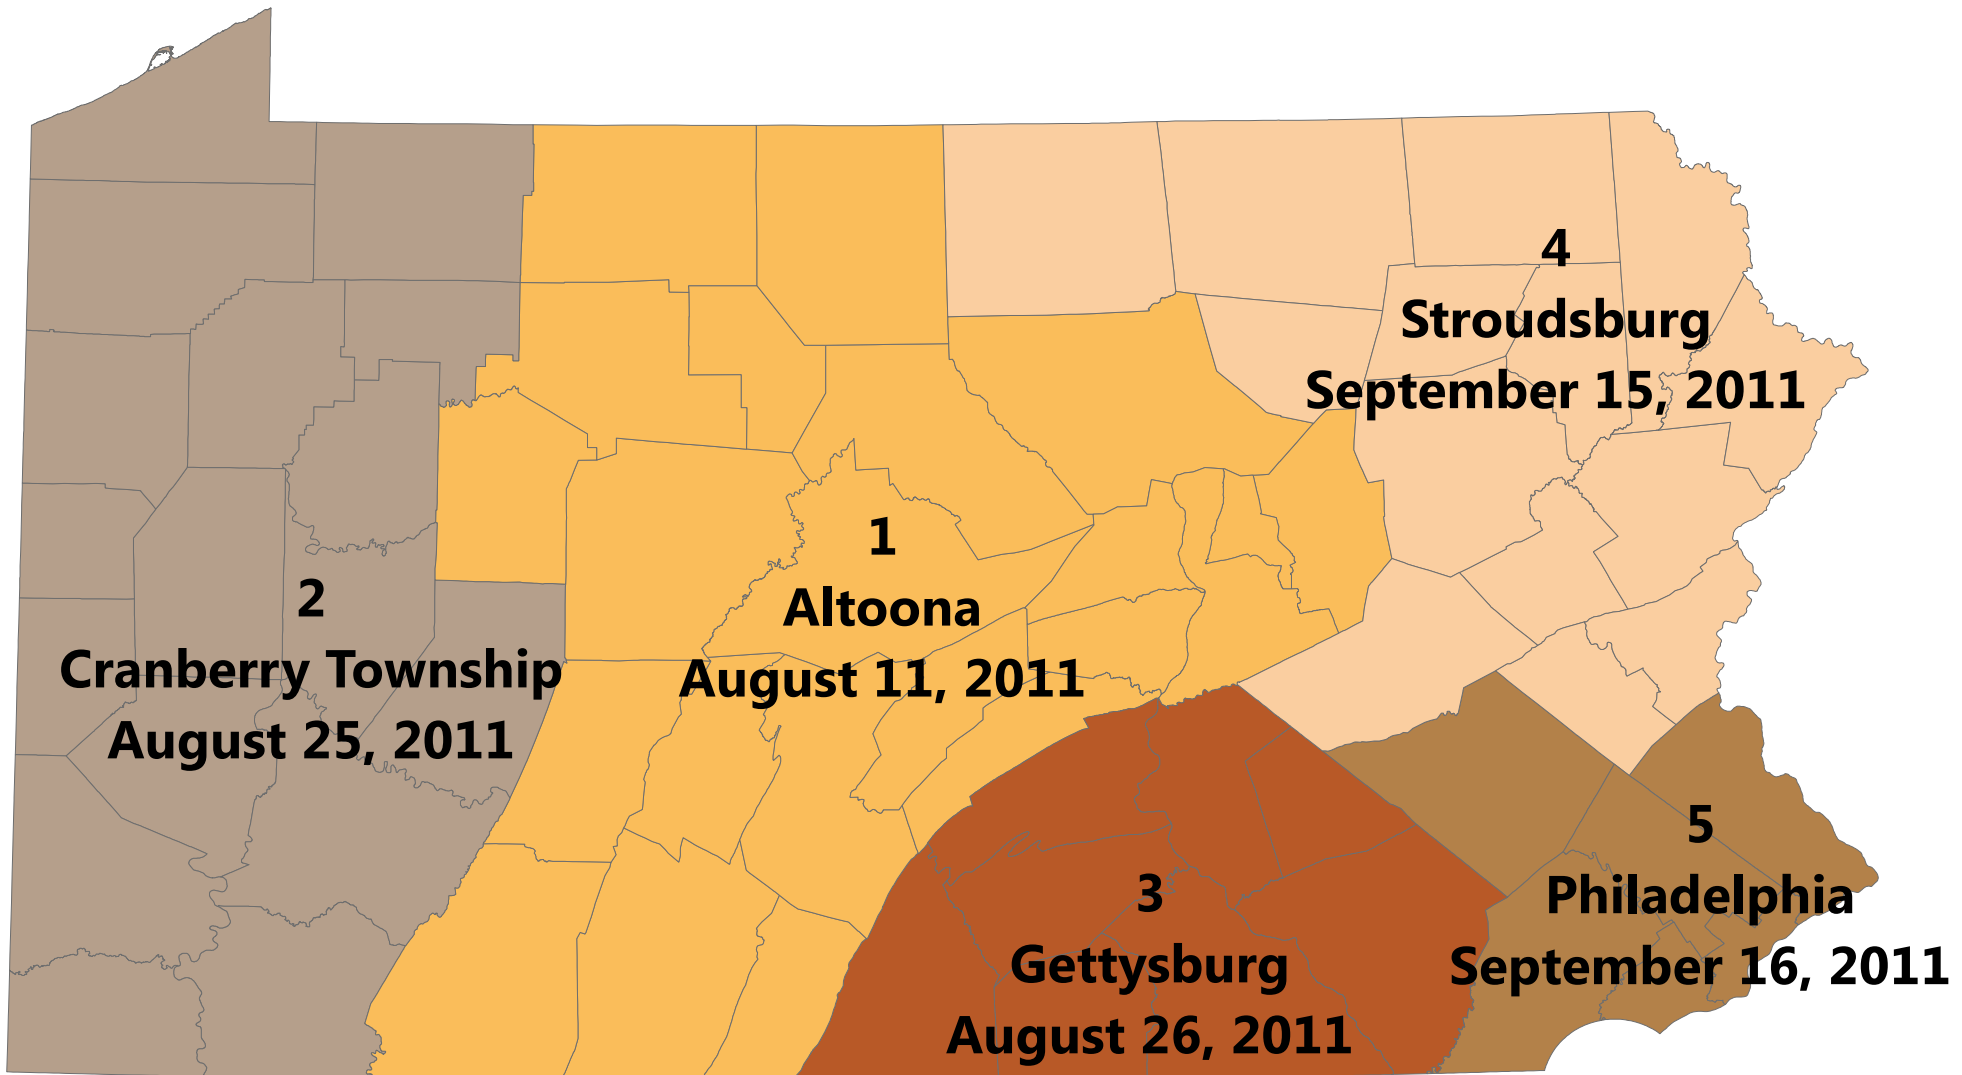 1
Altoona
August 11, 2011
2
Cranberry Township
August 25, 2011
3
Gettysburg
August 26, 2011
4
Stroudsburg
September 15, 2011
5
Philadelphia
September 16, 2011